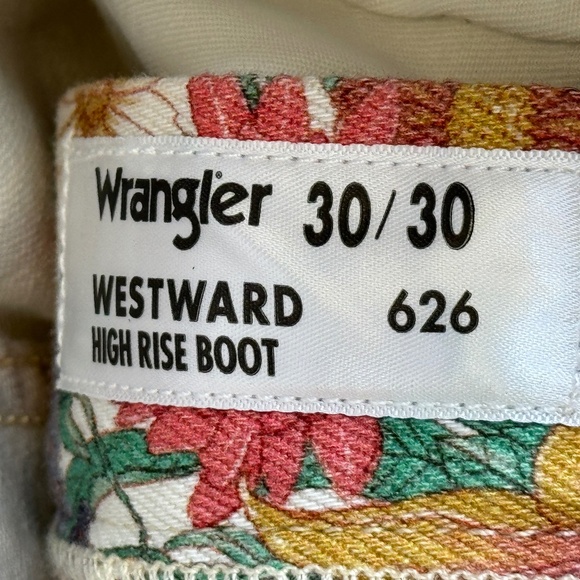 Wrangler® 30/30
WESTWARD 626
HIGH RISE BOOT